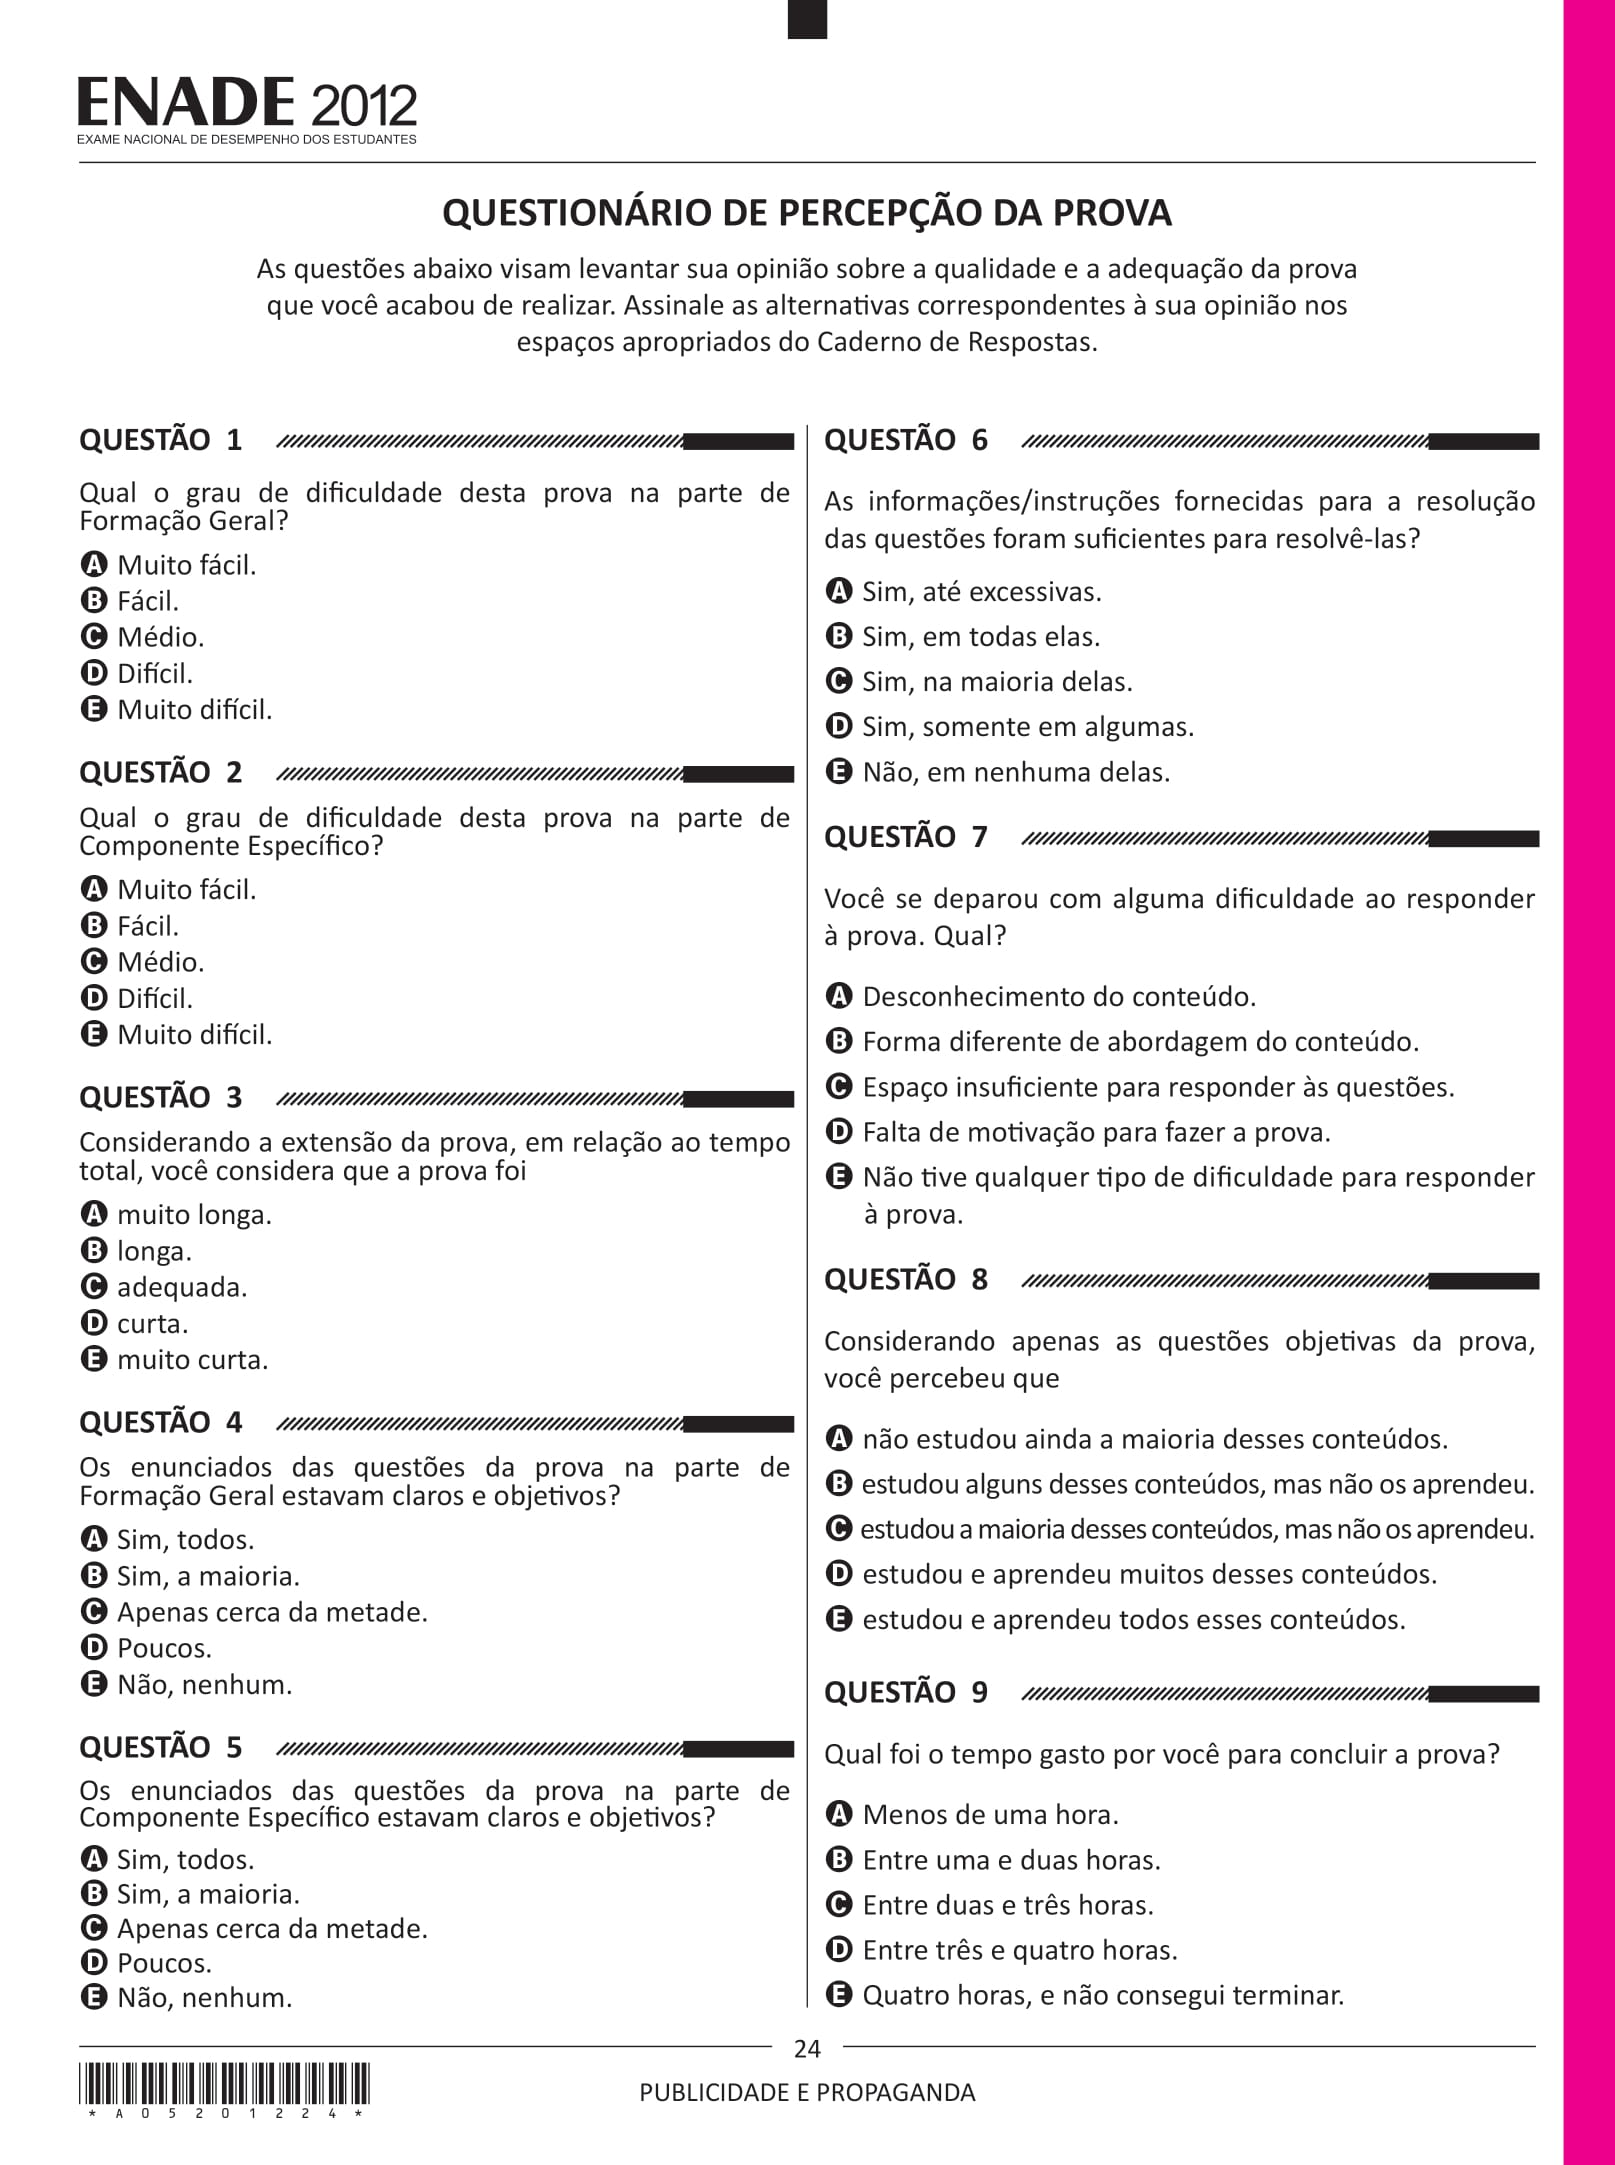 ENADE 2012
EXAME NACIONAL DE DESEMPENHO DOS ESTUDANTES
QUESTIONÁRIO DE PERCEPÇÃO DA PROVA
As questões abaixo visam levantar sua opinião sobre a qualidade e a adequação da prova
que você acabou de realizar. Assinale as alternativas correspondentes à sua opinião nos
espaços apropriados do Caderno de Respostas.
QUESTÃO 1
Qual o grau de dificuldade desta prova na parte de
Formação Geral?
A Muito fácil.
B Fácil.
C Médio.
D Difícil.
E Muito difícil.
QUESTÃO 2
Qual o grau de dificuldade desta prova na parte de
Componente Específico?
A Muito fácil.
B Fácil.
C Médio.
D Difícil.
E Muito difícil.
QUESTÃO 3
Considerando a extensão da prova, em relação ao tempo
total, você considera que a prova foi
A muito longa.
B longa.
C adequada.
D curta.
E muito curta.
QUESTÃO 4
Os enunciados das questões da prova na parte de
Formação Geral estavam claros e objetivos?
A Sim, todos.
B Sim, a maioria.
C Apenas cerca da metade.
D Poucos.
E Não, nenhum.
QUESTÃO 5
Os enunciados das questões da prova na parte de
Componente Específico estavam claros e objetivos?
A Sim, todos.
B Sim, a maioria.
C Apenas cerca da metade.
D Poucos.
E Não, nenhum.
QUESTÃO 6
As informações/instruções fornecidas para a resolução
das questões foram suficientes para resolvê-las?
A Sim, até excessivas.
B Sim, em todas elas.
C Sim, na maioria delas.
D Sim, somente em algumas.
E Não, em nenhuma delas.
QUESTÃO 7
Você se deparou com alguma dificuldade ao responder
à prova. Qual?
A Desconhecimento do conteúdo.
B Forma diferente de abordagem do conteúdo.
C Espaço insuficiente para responder às questões.
D Falta de motivação para fazer a prova.
E Não tive qualquer tipo de dificuldade para responder
à prova.
QUESTÃO 8
Considerando apenas as questões objetivas da prova,
você percebeu que
A não estudou ainda a maioria desses conteúdos.
B estudou alguns desses conteúdos, mas não os aprendeu.
C estudou a maioria desses conteúdos, mas não os aprendeu.
D estudou e aprendeu muitos desses conteúdos.
E estudou e aprendeu todos esses conteúdos.
QUESTÃO 9
Qual foi o tempo gasto por você para concluir a prova?
A Menos de uma hora.
B Entre uma e duas horas.
C Entre duas e três horas.
D Entre três e quatro horas.
E Quatro horas, e não consegui terminar.
24
PUBLICIDADE E PROPAGANDA
* A 0 5 2 0 1 2 2 4 *